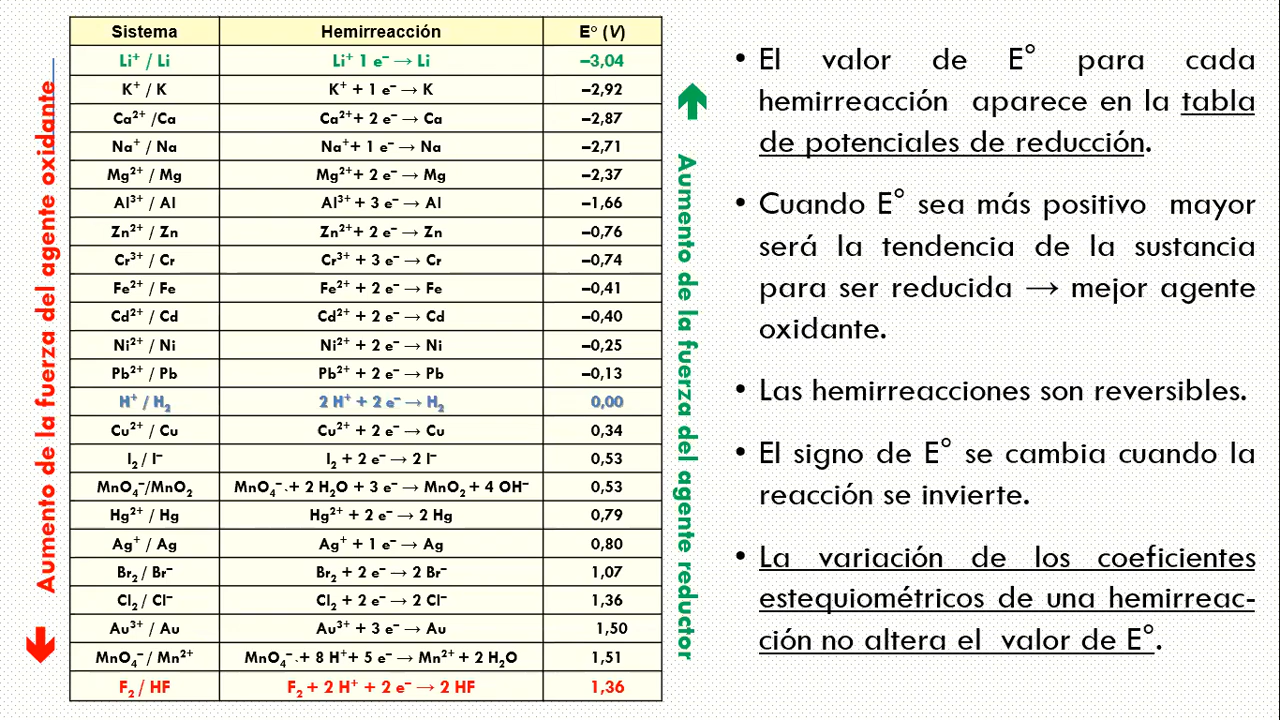 Sistema Hemirreacción E° (V)
Li⁺ / Li Li⁺ 1 e⁻ → Li –3,04
K⁺ / K K⁺ + 1 e⁻ → K –2,92
Ca²⁺ /Ca Ca²⁺+ 2 e⁻ → Ca –2,87
Na⁺ / Na Na⁺+ 1 e⁻ → Na –2,71
Mg²⁺ / Mg Mg²⁺+ 2 e⁻ → Mg –2,37
Al³⁺ / Al Al³⁺ + 3 e⁻ → Al –1,66
Zn²⁺ / Zn Zn²⁺+ 2 e⁻ → Zn –0,76
Cr³⁺ / Cr Cr³⁺ + 3 e⁻ → Cr –0,74
Fe²⁺ / Fe Fe²⁺ + 2 e⁻ → Fe –0,41
Cd²⁺ / Cd Cd²⁺ + 2 e⁻ → Cd –0,40
Ni²⁺ / Ni Ni²⁺ + 2 e⁻ → Ni –0,25
Pb²⁺ / Pb Pb²⁺ + 2 e⁻ → Pb –0,13
H⁺ / H₂ 2 H⁺ + 2 e⁻ → H₂ 0,00
Cu²⁺ / Cu Cu²⁺ + 2 e⁻ → Cu 0,34
I₂ / I⁻ I₂ + 2 e⁻ → 2 I⁻ 0,53
MnO₄⁻/MnO₂ MnO₄⁻.+ 2 H₂O + 3 e⁻ → MnO₂ + 4 OH⁻ 0,53
Hg²⁺ / Hg Hg²⁺ + 2 e⁻ → 2 Hg 0,79
Ag⁺ / Ag Ag⁺ + 1 e⁻ → Ag 0,80
Br₂ / Br⁻ Br₂ + 2 e⁻ → 2 Br⁻ 1,07
Cl₂ / Cl⁻ Cl₂ + 2 e⁻ → 2 Cl⁻ 1,36
Au³⁺ / Au Au³⁺ + 3 e⁻ → Au 1,50
MnO₄⁻ / Mn²⁺ MnO₄⁻.+ 8 H⁺+ 5 e⁻ → Mn²⁺ + 2 H₂O 1,51
F₂ / HF F₂ + 2 H⁺ + 2 e⁻ → 2 HF 1,36
Aumento de la fuerza del agente oxidante
Aumento de la fuerza del agente reductor
• El valor de E° para cada
hemirreacción aparece en la tabla
de potenciales de reducción.
• Cuando E° sea más positivo mayor
será la tendencia de la sustancia
para ser reducida → mejor agente
oxidante.
• Las hemirreacciones son reversibles.
• El signo de E° se cambia cuando la
reacción se invierte.
• La variación de los coeficientes
estequiométricos de una hemirreac-
ción no altera el valor de E°.